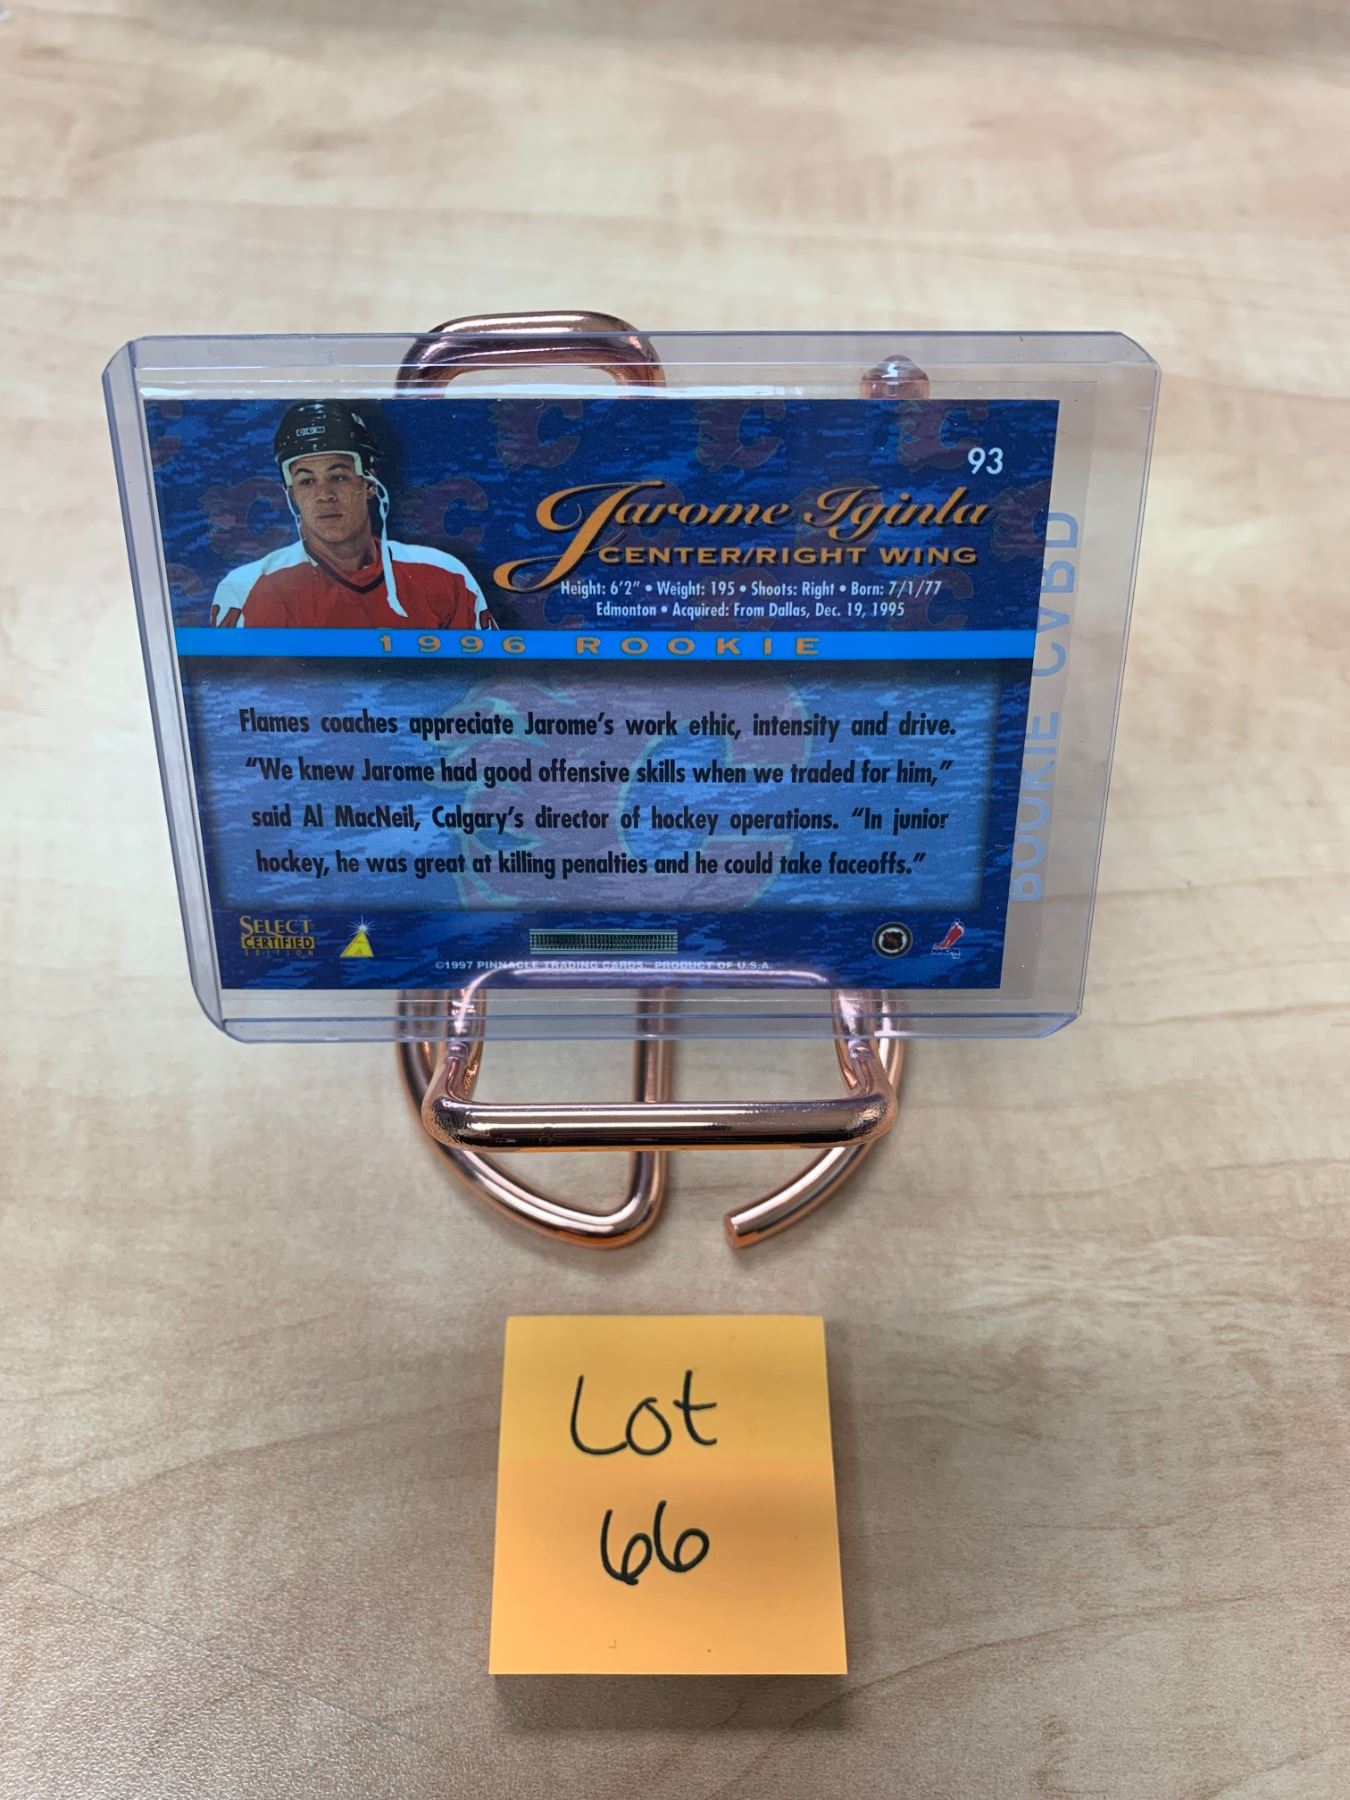 CCM
93
Jarome Iginla
CENTER/RIGHT WING
Height: 6'2" • Weight: 195 • Shoots: Right • Born: 7/1/77
Edmonton • Acquired: From Dallas, Dec. 19, 1995
1996 ROOKIE
Flames coaches appreciate Jarome's work ethic, intensity and drive.
"We knew Jarome had good offensive skills when we traded for him,"
said Al MacNeil, Calgary's director of hockey operations. "In junior
hockey, he was great at killing penalties and he could take faceoffs."
SELECT
CERTIFIED
EDITION
©1997 PINNACLE TRADING CARDS. PRODUCT OF U.S.A.
Lot
66